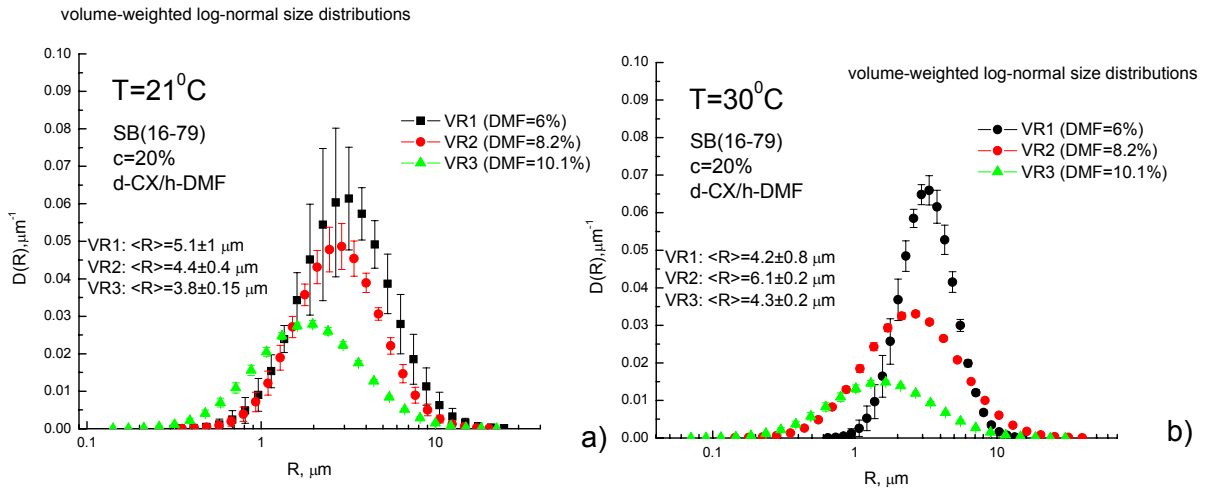 volume-weighted log-normal size distributions
0.10
0.09
0.08
0.07
0.06
0.05
0.04
0.03
0.02
0.01
0.00
D(R),μm⁻¹
T=21⁰C
SB(16-79)
c=20%
d-CX/h-DMF
VR1 (DMF=6%)
VR2 (DMF=8.2%)
VR3 (DMF=10.1%)
VR1: <R>=5.1±1 μm
VR2: <R>=4.4±0.4 μm
VR3: <R>=3.8±0.15 μm
0.1 1 10
R, μm
a)
volume-weighted log-normal size distributions
0.10
0.09
0.08
0.07
0.06
0.05
0.04
0.03
0.02
0.01
0.00
D(R),μm⁻¹
T=30⁰C
SB(16-79)
c=20%
d-CX/h-DMF
VR1 (DMF=6%)
VR2 (DMF=8.2%)
VR3 (DMF=10.1%)
VR1: <R>=4.2±0.8 μm
VR2: <R>=6.1±0.2 μm
VR3: <R>=4.3±0.2 μm
0.1 1 10
R, μm
b)